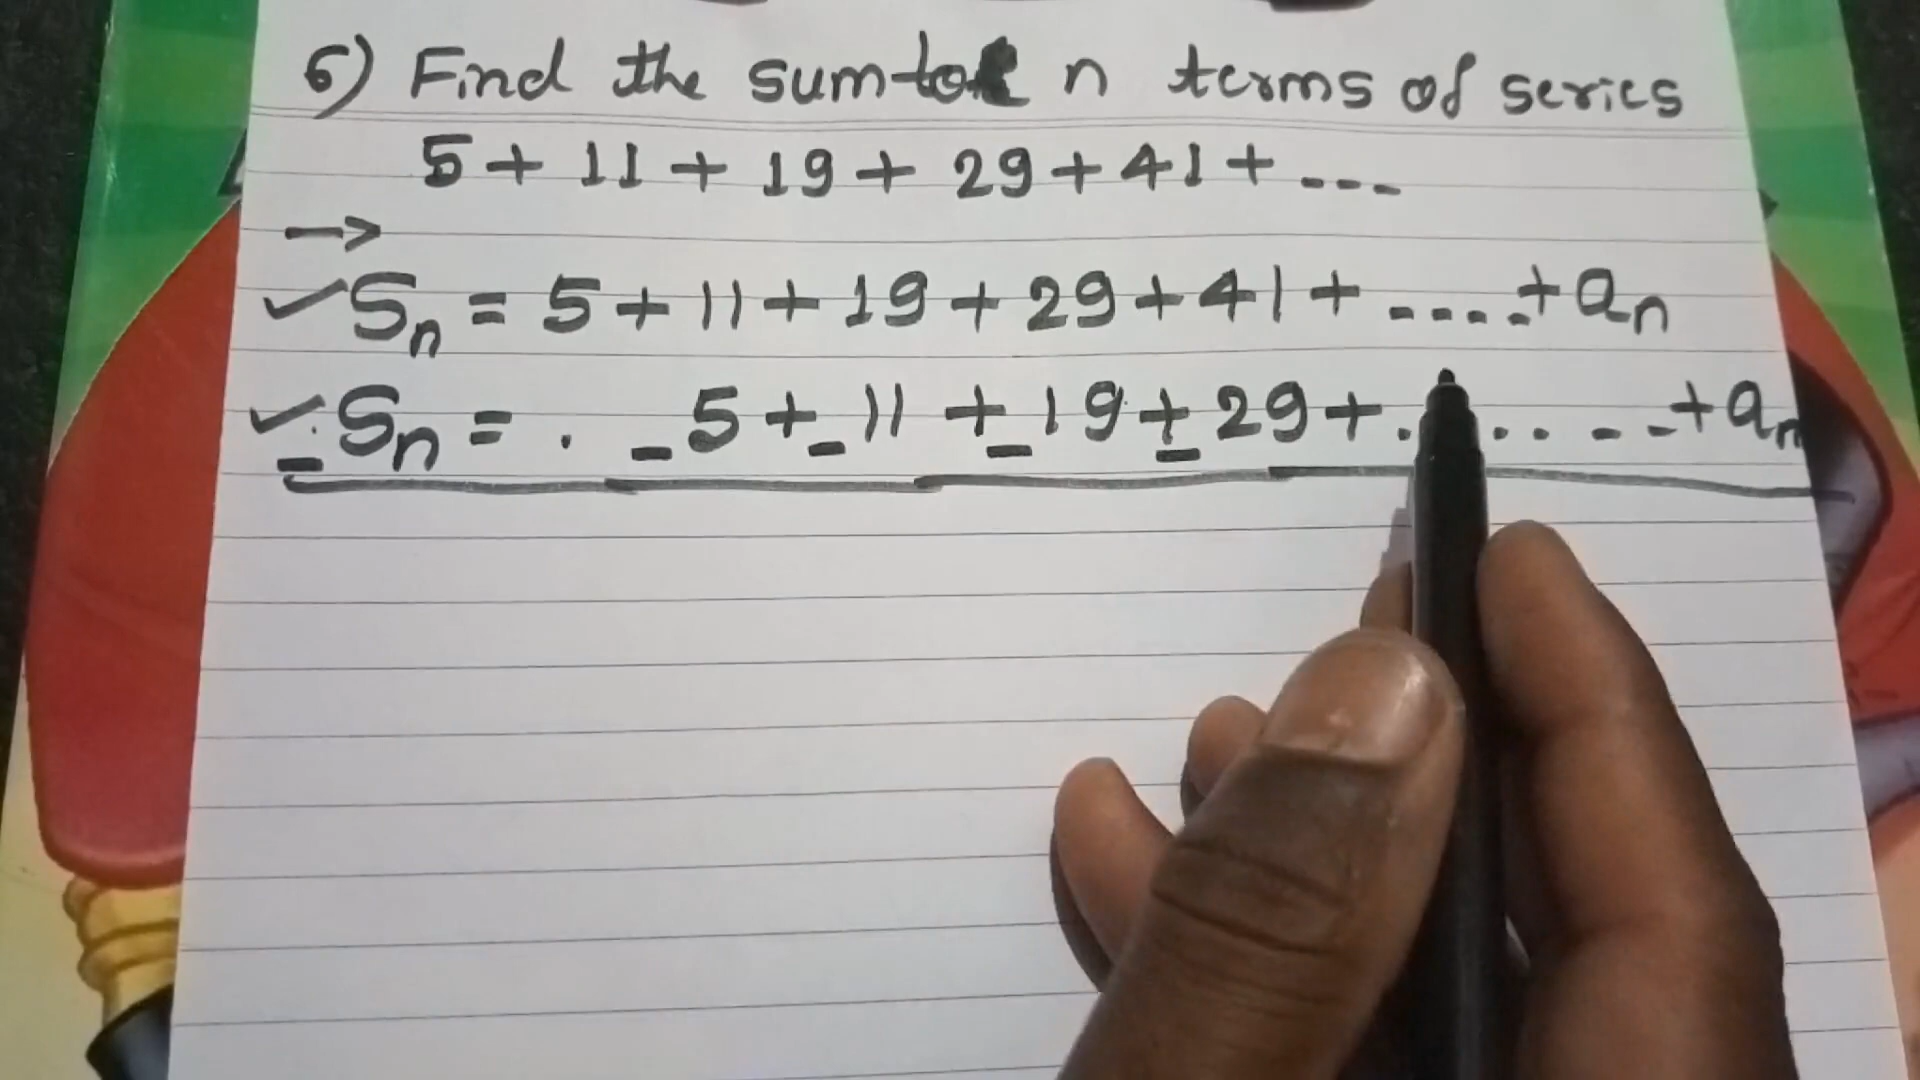 6) Find the sum to n terms of series
5 + 11 + 19 + 29 + 41 + ---
→
✓ Sn = 5 + 11 + 19 + 29 + 41 + ..... + an
✓ - Sn = . - 5 + - 11 + - 19 + - 29 + ...... + an